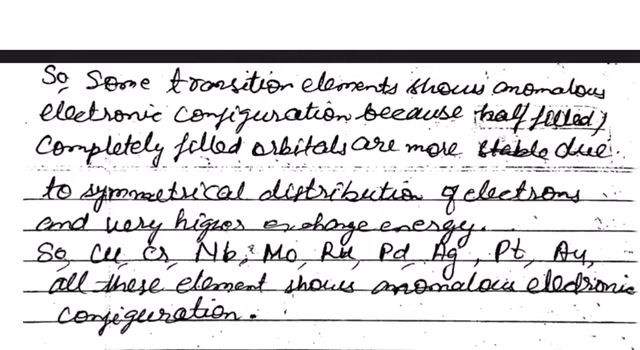 So, Some transition elements shows anomalous
electronic configuration because half filled/
completely filled orbitals are more stable due
to symmetrical distribution of electrons
and very higher exchange energy.
So, Cu, Cr, Nb, Mo, Ru, Pd, Ag, Pt, Au,
all these element shows anomalous electronic
configuration.